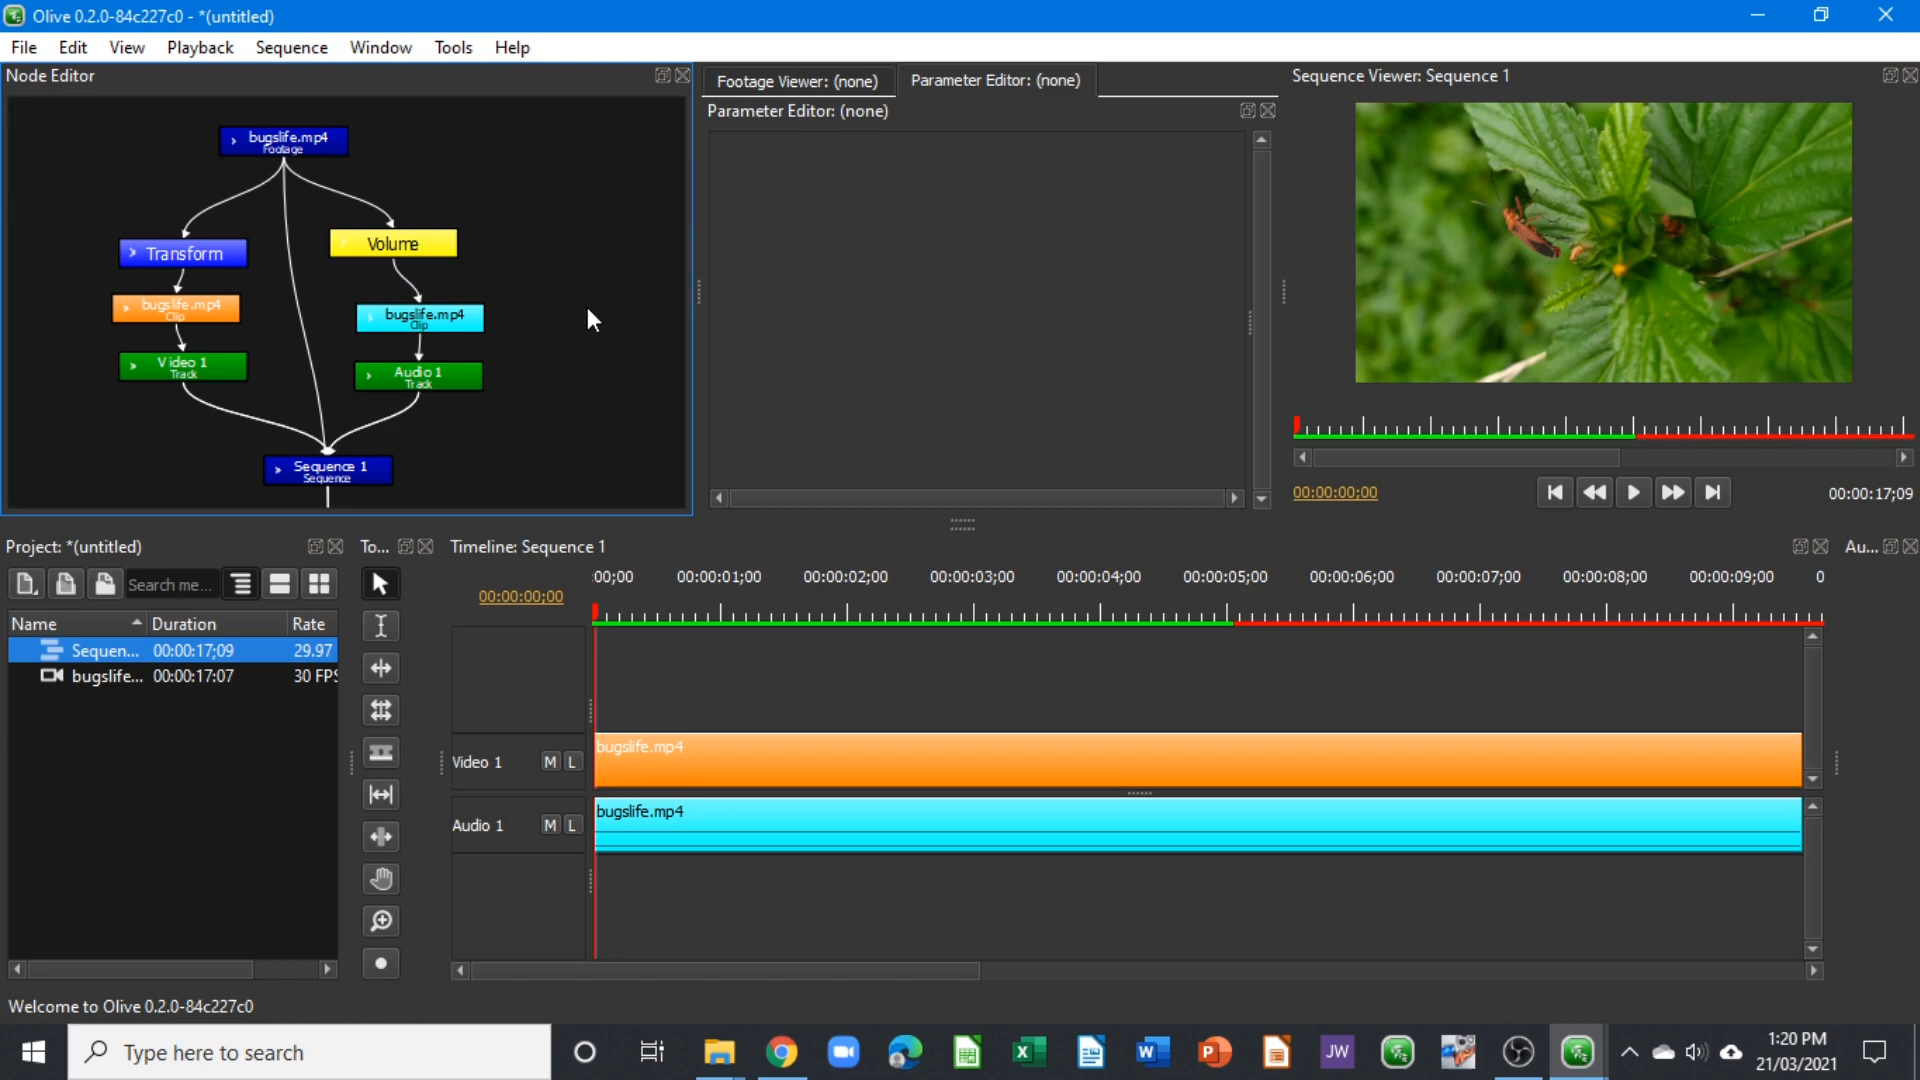 Olive 0.2.0-84c227c0 - *(untitled)
File Edit View Playback Sequence Window Tools Help
Node Editor
bugslife.mp4
Footage
Transform
Volume
bugslife.mp4
Clip
bugslife.mp4
Clip
Video 1
Track
Audio 1
Track
Sequence 1
Sequence
Footage Viewer: (none) Parameter Editor: (none)
Parameter Editor: (none)
Sequence Viewer: Sequence 1
00:00:00;00
00:00:17;09
Project: *(untitled)
Search me...
Name Duration Rate
Sequen... 00:00:17;09 29.97
bugslife... 00:00:17:07 30 FPS
To...
Timeline: Sequence 1
Au...
:00;00 00:00:01;00 00:00:02;00 00:00:03;00 00:00:04;00 00:00:05;00 00:00:06;00 00:00:07;00 00:00:08;00 00:00:09;00 0
00:00:00;00
Video 1 M L
bugslife.mp4
Audio 1 M L
bugslife.mp4
Welcome to Olive 0.2.0-84c227c0
Type here to search
X
W
P
JW
1:20 PM
21/03/2021